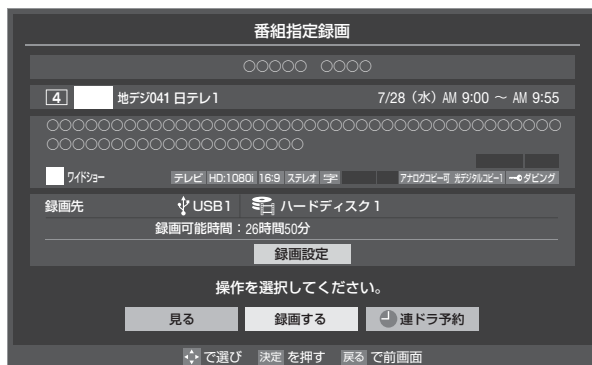 番組指定録画
○○○○○ ○○○○
4 地デジ041 日テレ1 7/28（水）AM 9:00 ～ AM 9:55
○○○○○○○○○○○○○○○○○○○○○○○○○○○○○○
○○○○○○○○○○○○○○○
ワイドショー テレビ HD:1080i 16:9 ステレオ 字 アナログコピー可 光デジタルコピー1 ダビング
録画先 USB1 ハードディスク1
録画可能時間：26時間50分
録画設定
操作を選択してください。
見る 録画する 連ドラ予約
で選び 決定 を押す 戻る で前画面